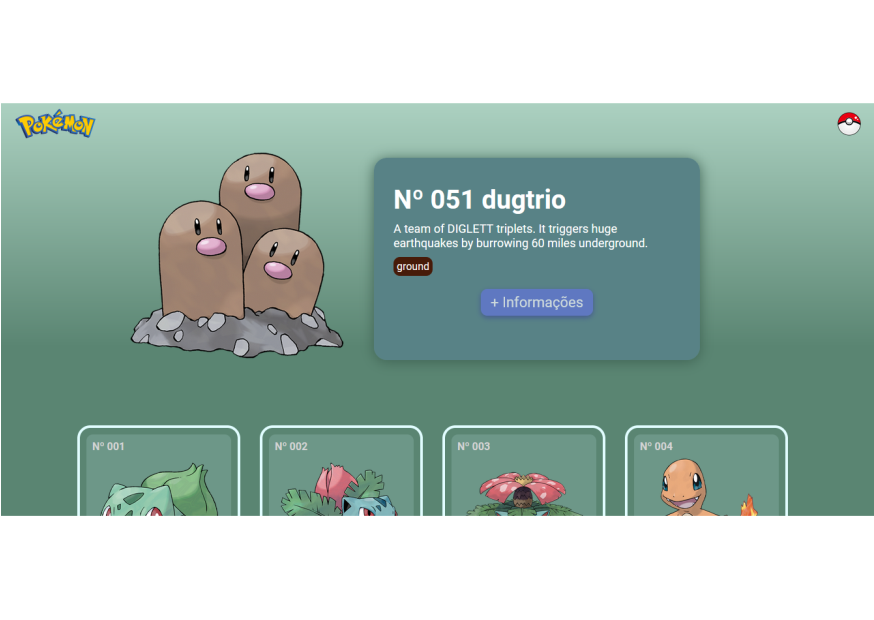 POKéMON
Nº 051 dugtrio
A team of DIGLETT triplets. It triggers huge
earthquakes by burrowing 60 miles underground.
ground
+ Informações
Nº 001
Nº 002
Nº 003
Nº 004